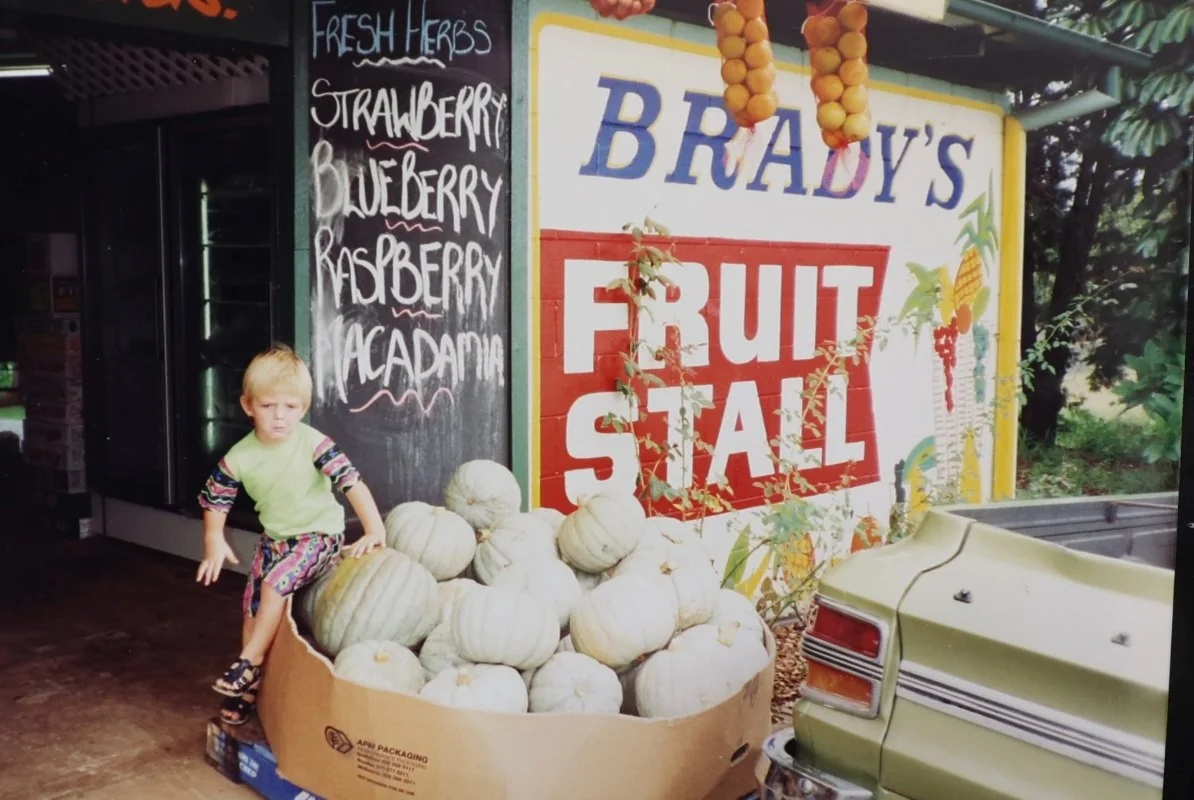 FRESH HERBS
STRAWBERRY
BLUEBERRY
RASPBERRY
MACADAMIA
BRADY'S
FRUIT
STALL
APM PACKAGING